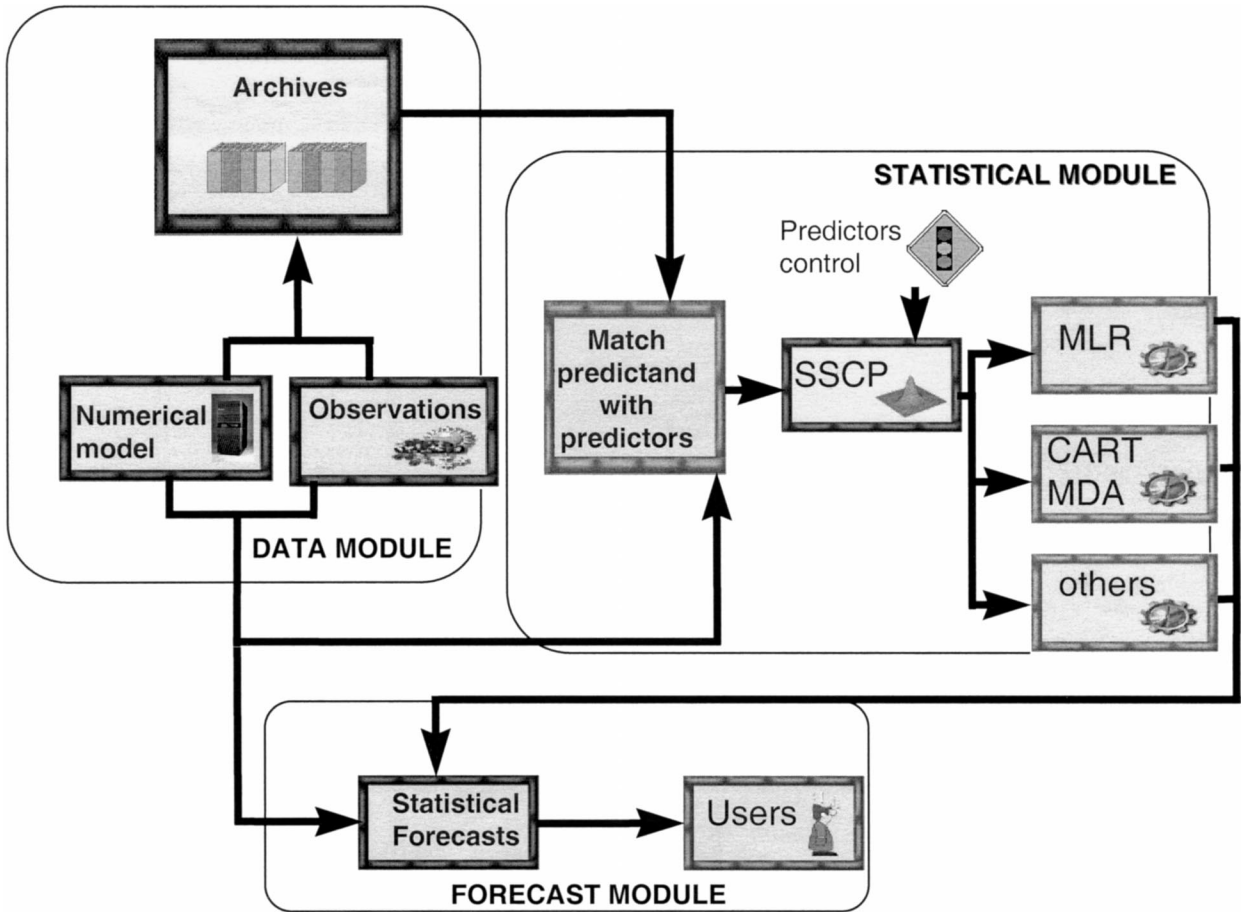 Archives
Numerical
model
Observations
DATA MODULE
STATISTICAL MODULE
Predictors
control
Match
predictand
with
predictors
SSCP
MLR
CART
MDA
others
Statistical
Forecasts
Users
FORECAST MODULE